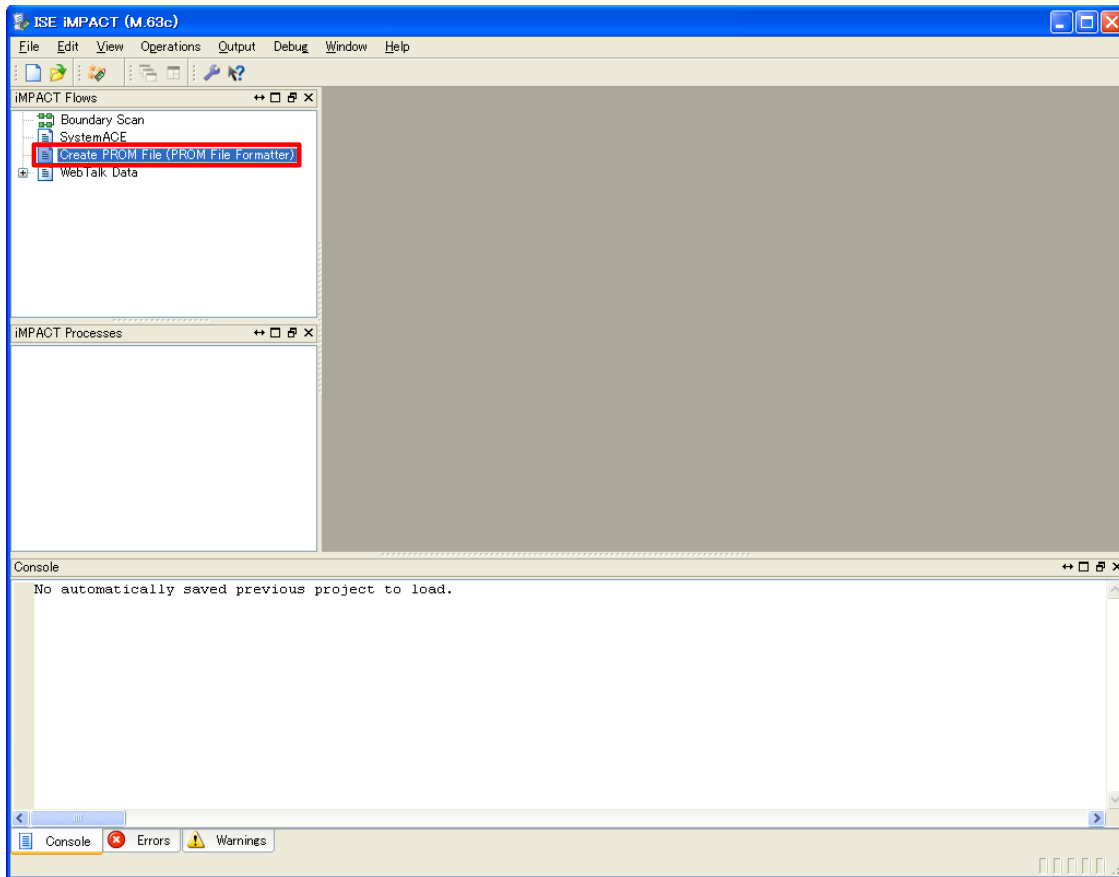 ISE iMPACT (M.63c)
File Edit View Operations Output Debug Window Help
iMPACT Flows
Boundary Scan
SystemACE
Create PROM File (PROM File Formatter)
WebTalk Data
iMPACT Processes
Console
No automatically saved previous project to load.
Console Errors Warnings